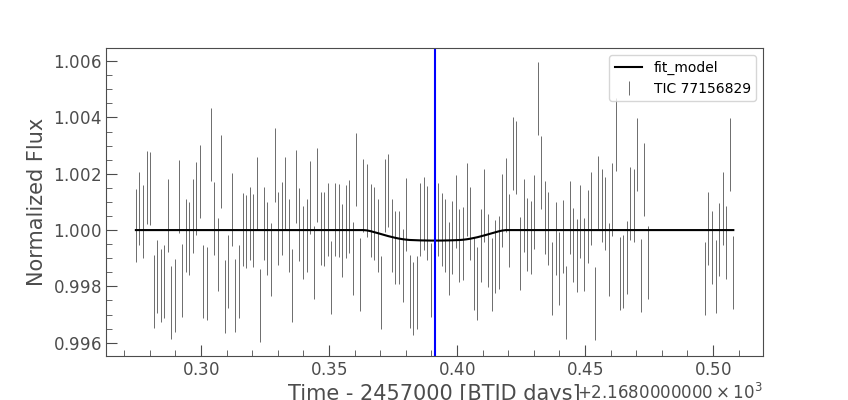 1.006
1.004
1.002
1.000
0.998
0.996
Normalized Flux
fit_model
TIC 77156829
0.30 0.35 0.40 0.45 0.50
Time - 2457000 [BTJD days]
+2.1680000000 × 10³